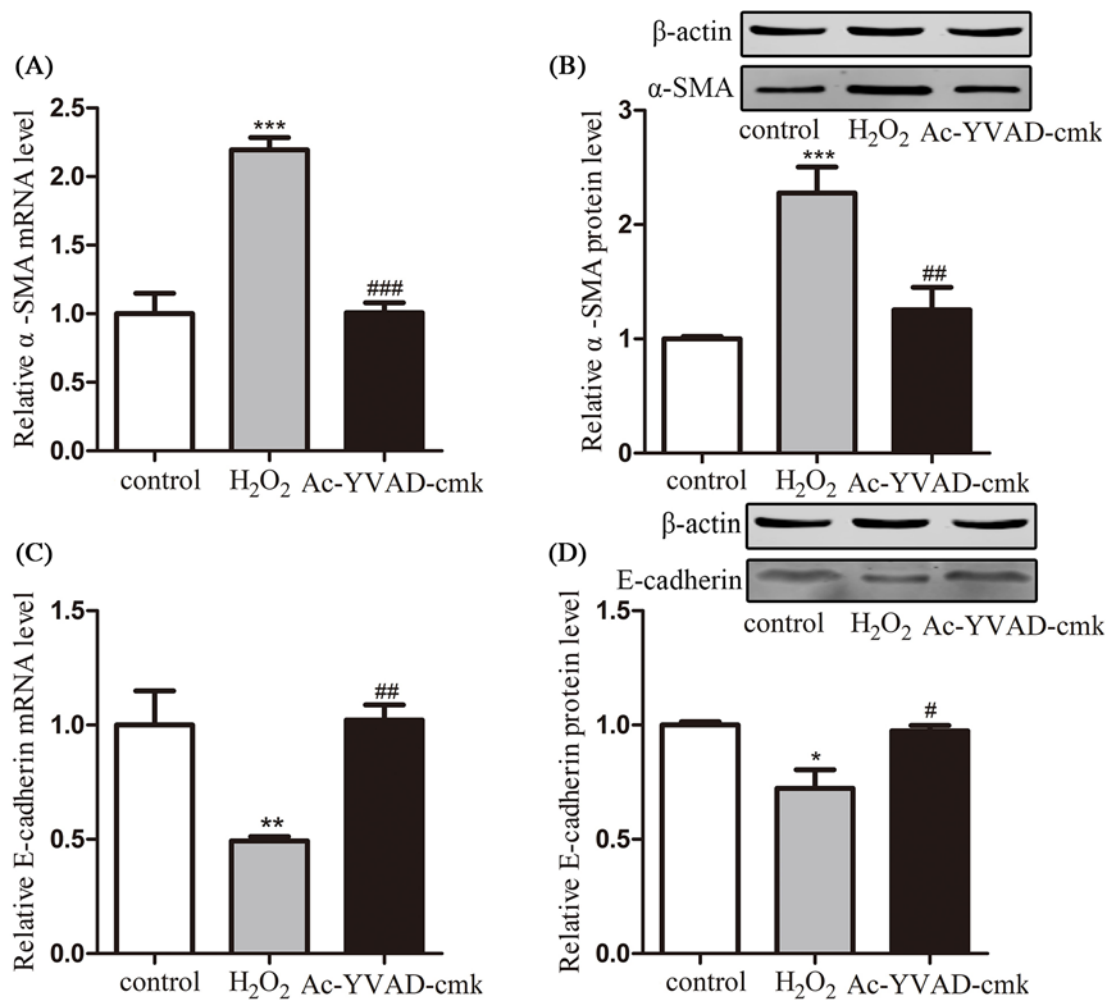 (A)
Relative α -SMA mRNA level
2.5
2.0
1.5
1.0
0.5
0.0
***
###
control H₂O₂ Ac-YVAD-cmk
(B)
β-actin
α-SMA
control H₂O₂ Ac-YVAD-cmk
Relative α -SMA protein level
3
2
1
0
***
##
control H₂O₂ Ac-YVAD-cmk
(C)
Relative E-cadherin mRNA level
1.5
1.0
0.5
0.0
**
##
control H₂O₂ Ac-YVAD-cmk
(D)
β-actin
E-cadherin
control H₂O₂ Ac-YVAD-cmk
Relative E-cadherin protein level
1.5
1.0
0.5
0.0
*
#
control H₂O₂ Ac-YVAD-cmk